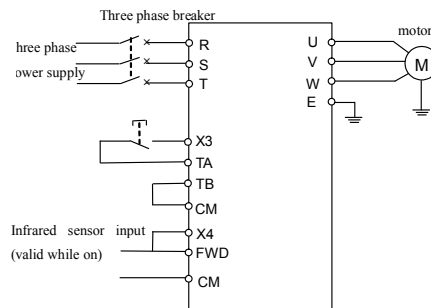 Three phase breaker
hree phase
ower supply
R
S
T
U
V
W
E
motor
M
X3
TA
TB
CM
Infrared sensor input
(valid while on)
X4
FWD
CM